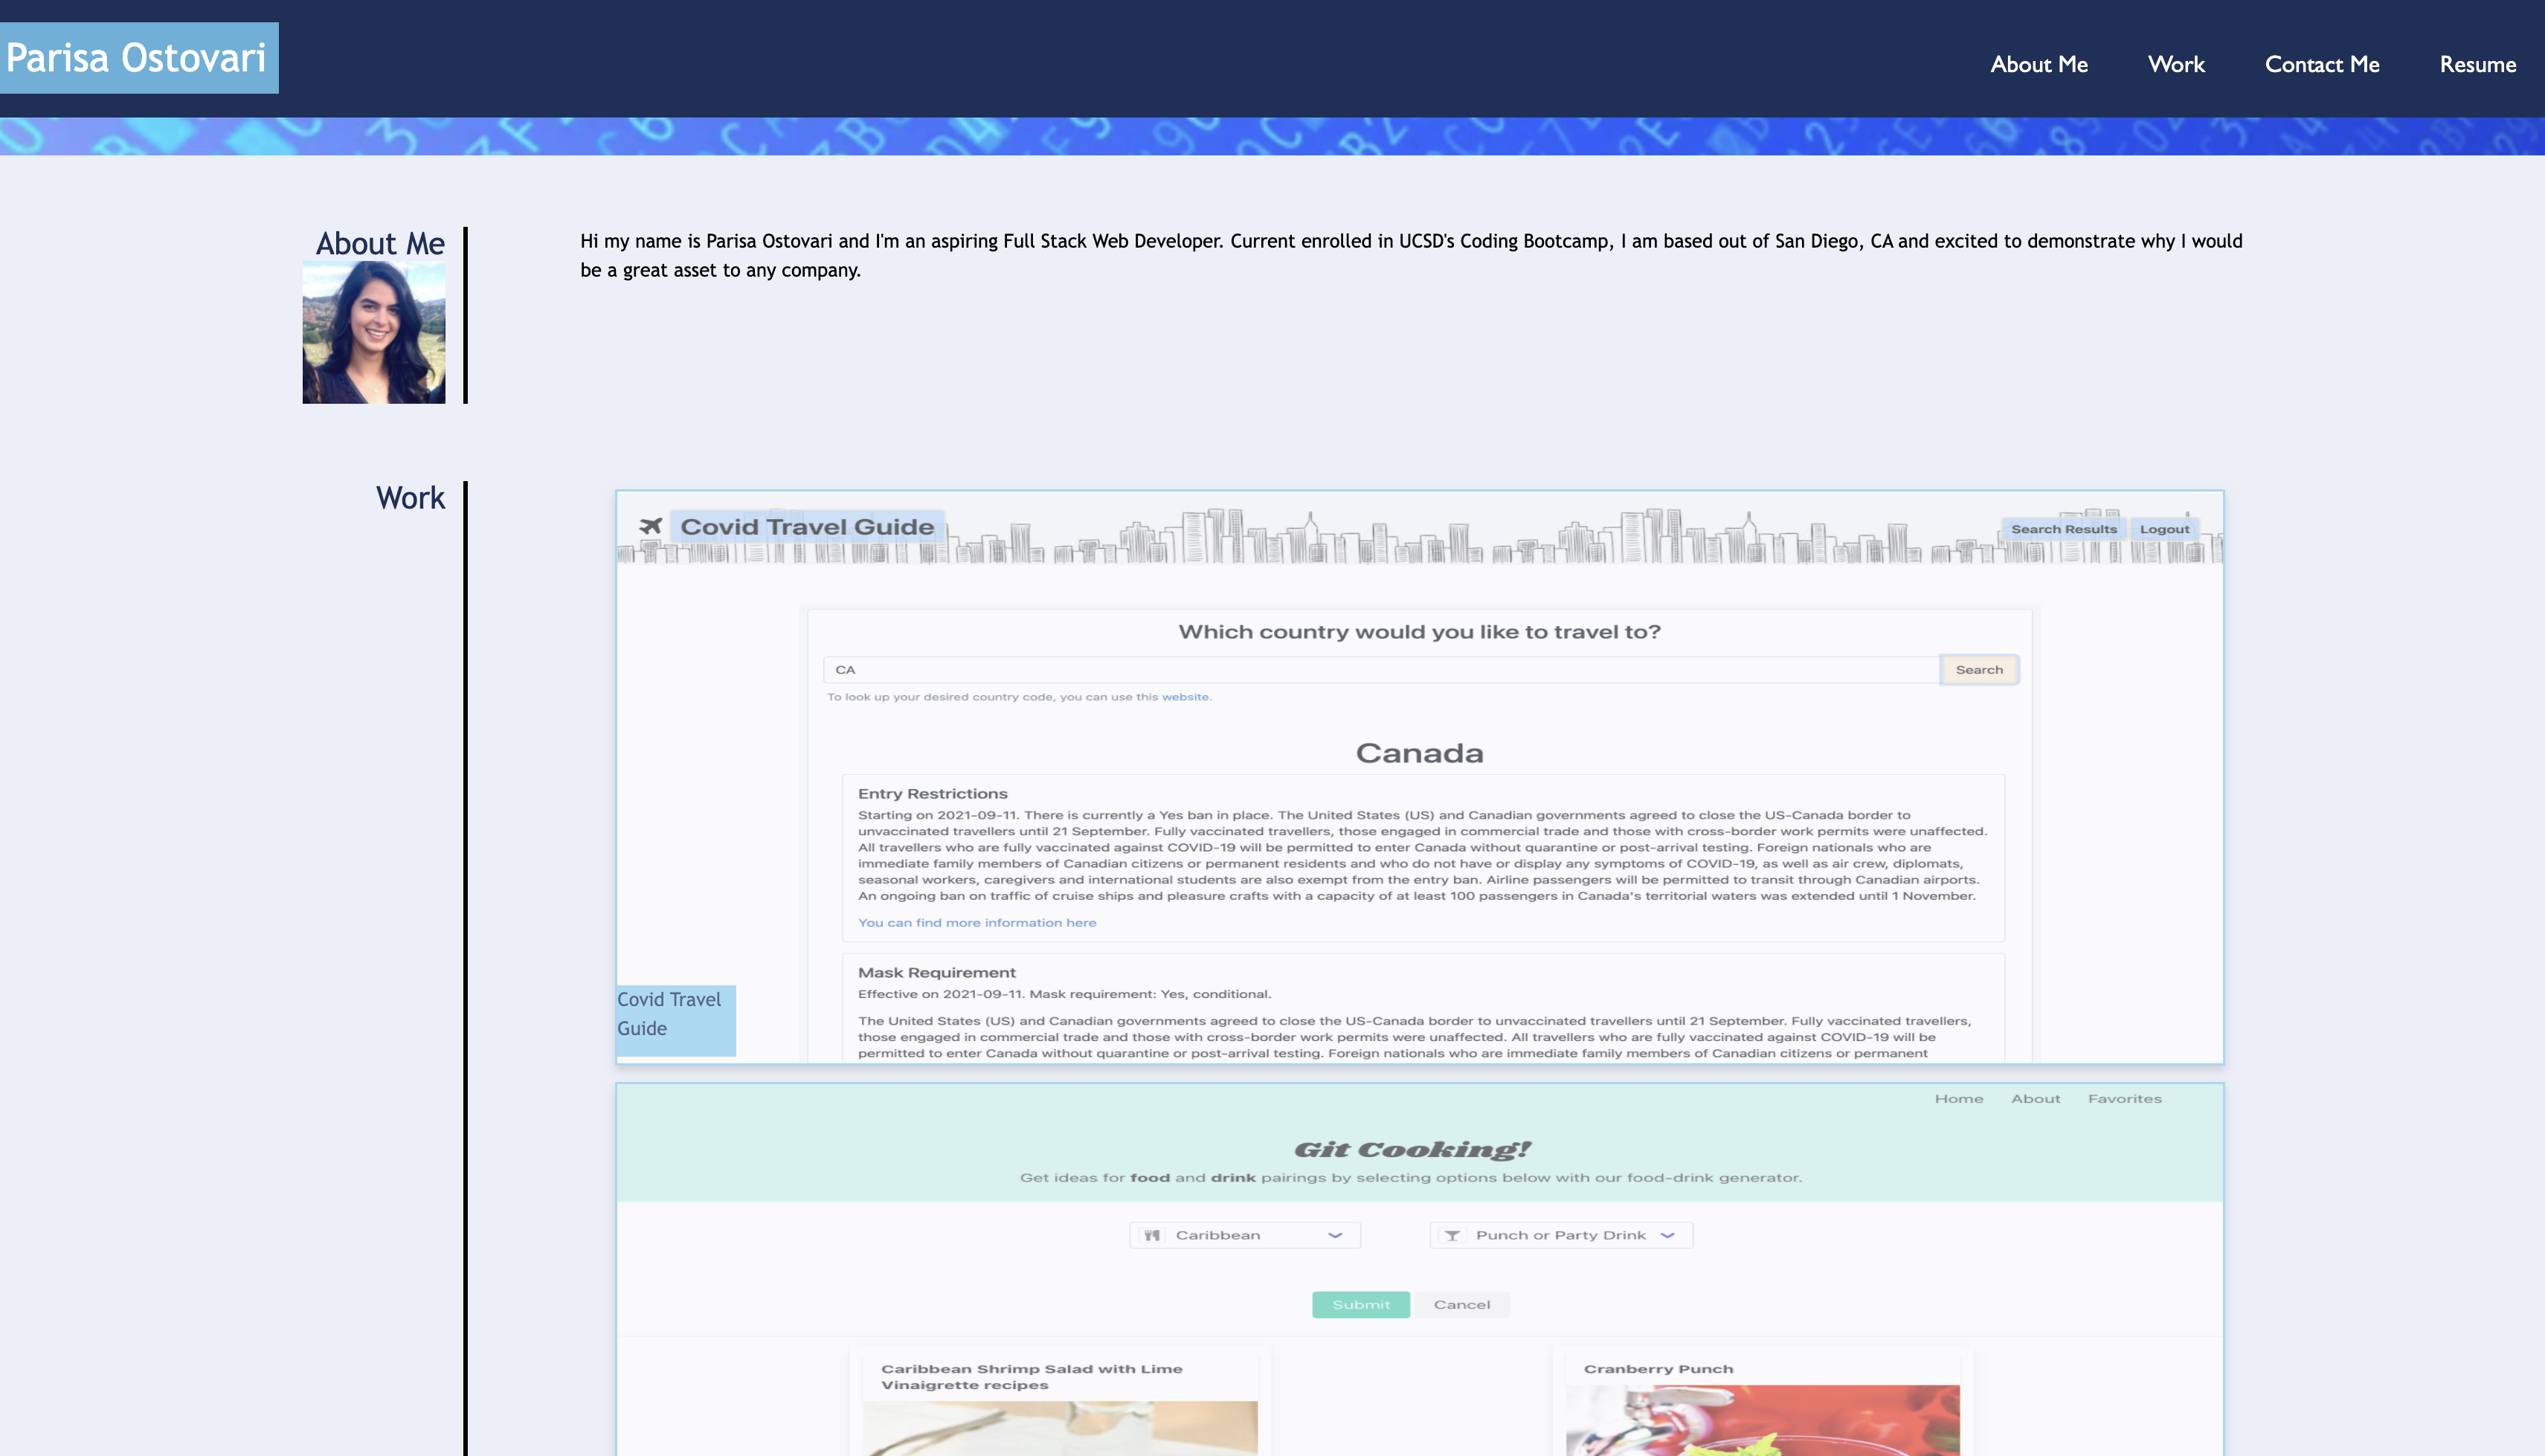 Parisa Ostovari
About Me
Work
Contact Me
Resume
About Me
Hi my name is Parisa Ostovari and I'm an aspiring Full Stack Web Developer. Current enrolled in UCSD's Coding Bootcamp, I am based out of San Diego, CA and excited to demonstrate why I would
be a great asset to any company.
Work
Covid Travel Guide
Search Results
Logout
Which country would you like to travel to?
CA
Search
To look up your desired country code, you can use this website.
Canada
Entry Restrictions
Starting on 2021-09-11. There is currently a Yes ban in place. The United States (US) and Canadian governments agreed to close the US-Canada border to
unvaccinated travellers until 21 September. Fully vaccinated travellers, those engaged in commercial trade and those with cross-border work permits were unaffected.
All travellers who are fully vaccinated against COVID-19 will be permitted to enter Canada without quarantine or post-arrival testing. Foreign nationals who are
immediate family members of Canadian citizens or permanent residents and who do not have or display any symptoms of COVID-19, as well as air crew, diplomats,
seasonal workers, caregivers and international students are also exempt from the entry ban. Airline passengers will be permitted to transit through Canadian airports.
An ongoing ban on traffic of cruise ships and pleasure crafts with a capacity of at least 100 passengers in Canada's territorial waters was extended until 1 November.
You can find more information here
Mask Requirement
Effective on 2021-09-11. Mask requirement: Yes, conditional.
The United States (US) and Canadian governments agreed to close the US-Canada border to unvaccinated travellers until 21 September. Fully vaccinated travellers,
those engaged in commercial trade and those with cross-border work permits were unaffected. All travellers who are fully vaccinated against COVID-19 will be
permitted to enter Canada without quarantine or post-arrival testing. Foreign nationals who are immediate family members of Canadian citizens or permanent
Covid Travel
Guide
Home
About
Favorites
Git Cooking!
Get ideas for food and drink pairings by selecting options below with our food-drink generator.
Caribbean
Punch or Party Drink
Submit
Cancel
Caribbean Shrimp Salad with Lime
Vinaigrette recipes
Cranberry Punch